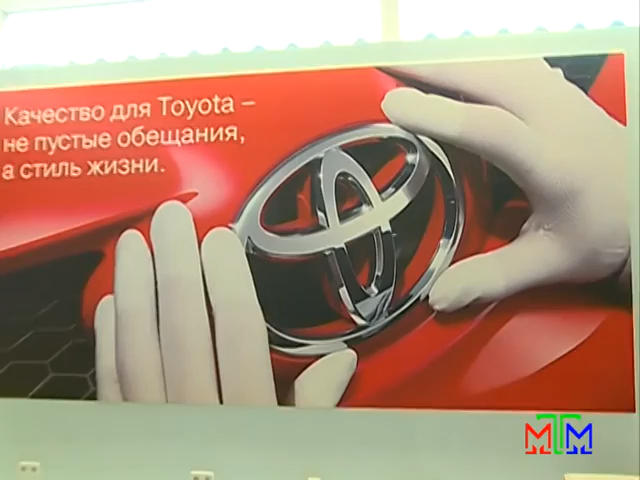 Качество для Toyota –
не пустые обещания,
а стиль жизни.
МТМ